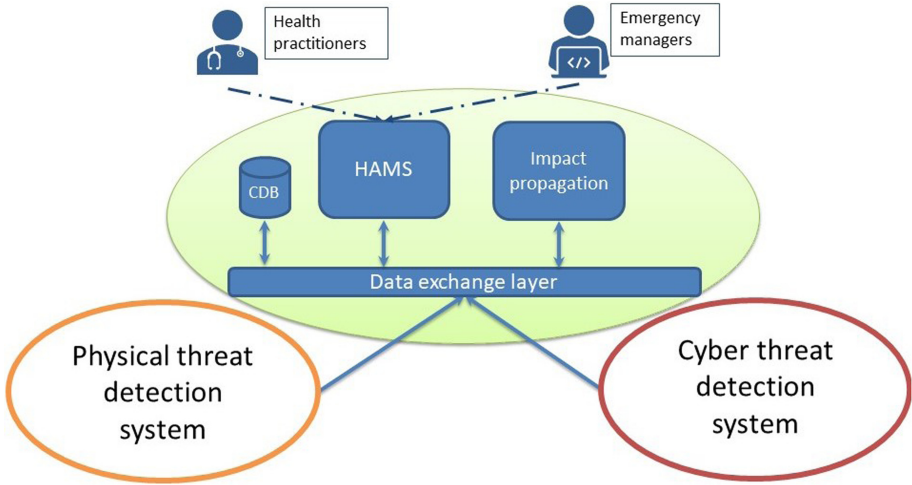 Health
practitioners
Emergency
managers
</>
CDB
HAMS
Impact
propagation
Data exchange layer
Physical threat
detection
system
Cyber threat
detection
system